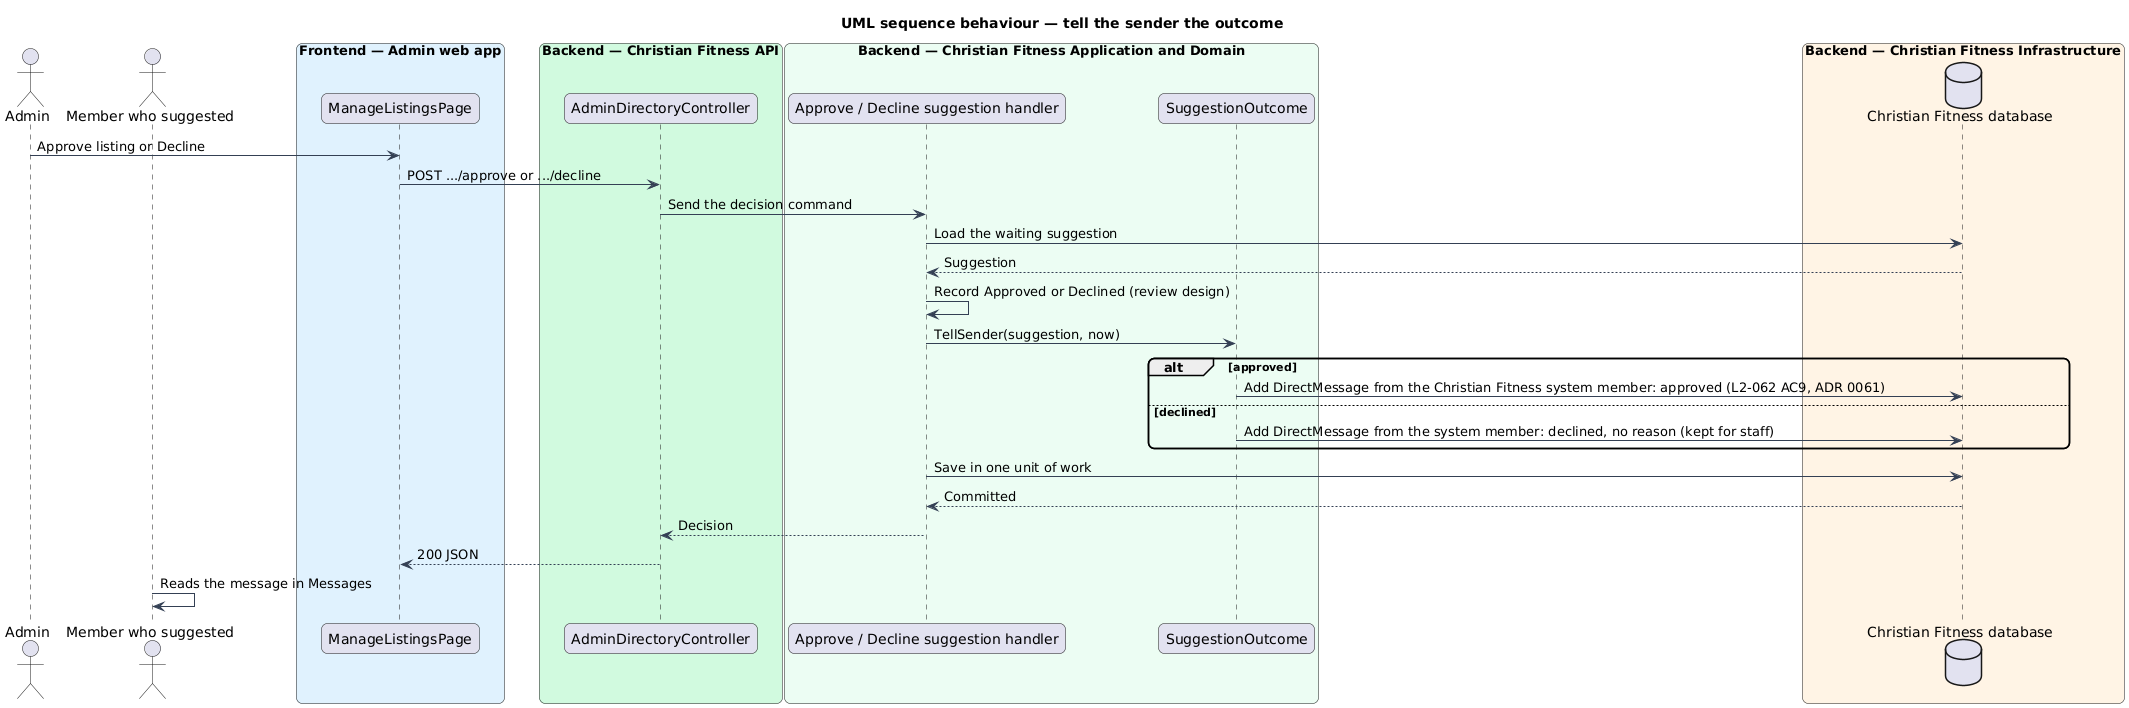 UML sequence behaviour — tell the sender the outcome
Frontend — Admin web app
Backend — Christian Fitness API
Backend — Christian Fitness Application and Domain
Backend — Christian Fitness Infrastructure
Admin
Member who suggested
ManageListingsPage
AdminDirectoryController
Approve / Decline suggestion handler
SuggestionOutcome
Christian Fitness database
Approve listing or Decline
POST .../approve or .../decline
Send the decision command
Load the waiting suggestion
Suggestion
Record Approved or Declined (review design)
TellSender(suggestion, now)
alt
[approved]
Add DirectMessage from the Christian Fitness system member: approved (L2-062 AC9, ADR 0061)
[declined]
Add DirectMessage from the system member: declined, no reason (kept for staff)
Save in one unit of work
Committed
Decision
200 JSON
Reads the message in Messages
Admin
Member who suggested
ManageListingsPage
AdminDirectoryController
Approve / Decline suggestion handler
SuggestionOutcome
Christian Fitness database